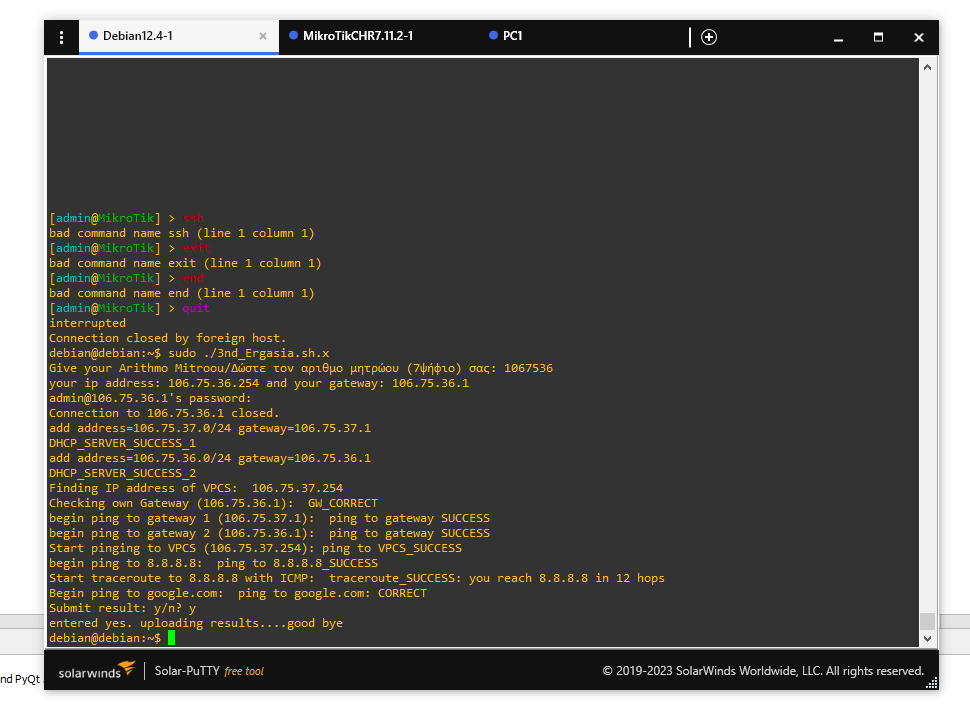 Debian12.4-1
MikroTikCHR7.11.2-1
PC1
[admin@MikroTik] > ssh
bad command name ssh (line 1 column 1)
[admin@MikroTik] > exit
bad command name exit (line 1 column 1)
[admin@MikroTik] > end
bad command name end (line 1 column 1)
[admin@MikroTik] > quit
interrupted
Connection closed by foreign host.
debian@debian:~$ sudo ./3nd_Ergasia.sh.x
Give your Arithmo Mitroou/Δώστε τον αριθμο μητρώου (7ψήφιο) σας: 1067536
your ip address: 106.75.36.254 and your gateway: 106.75.36.1
admin@106.75.36.1's password:
Connection to 106.75.36.1 closed.
add address=106.75.37.0/24 gateway=106.75.37.1
DHCP_SERVER_SUCCESS_1
add address=106.75.36.0/24 gateway=106.75.36.1
DHCP_SERVER_SUCCESS_2
Finding IP address of VPCS:  106.75.37.254
Checking own Gateway (106.75.36.1):  GW_CORRECT
begin ping to gateway 1 (106.75.37.1):  ping to gateway SUCCESS
begin ping to gateway 2 (106.75.36.1):  ping to gateway SUCCESS
Start pinging to VPCS (106.75.37.254): ping to VPCS_SUCCESS
begin ping to 8.8.8.8:  ping to 8.8.8.8_SUCCESS
Start traceroute to 8.8.8.8 with ICMP:  traceroute_SUCCESS: you reach 8.8.8.8 in 12 hops
Begin ping to google.com:  ping to google.com: CORRECT
Submit result: y/n? y
entered yes. uploading results....good bye
debian@debian:~$
nd PyQt
solarwinds
Solar-PuTTY free tool
© 2019-2023 SolarWinds Worldwide, LLC. All rights reserved.